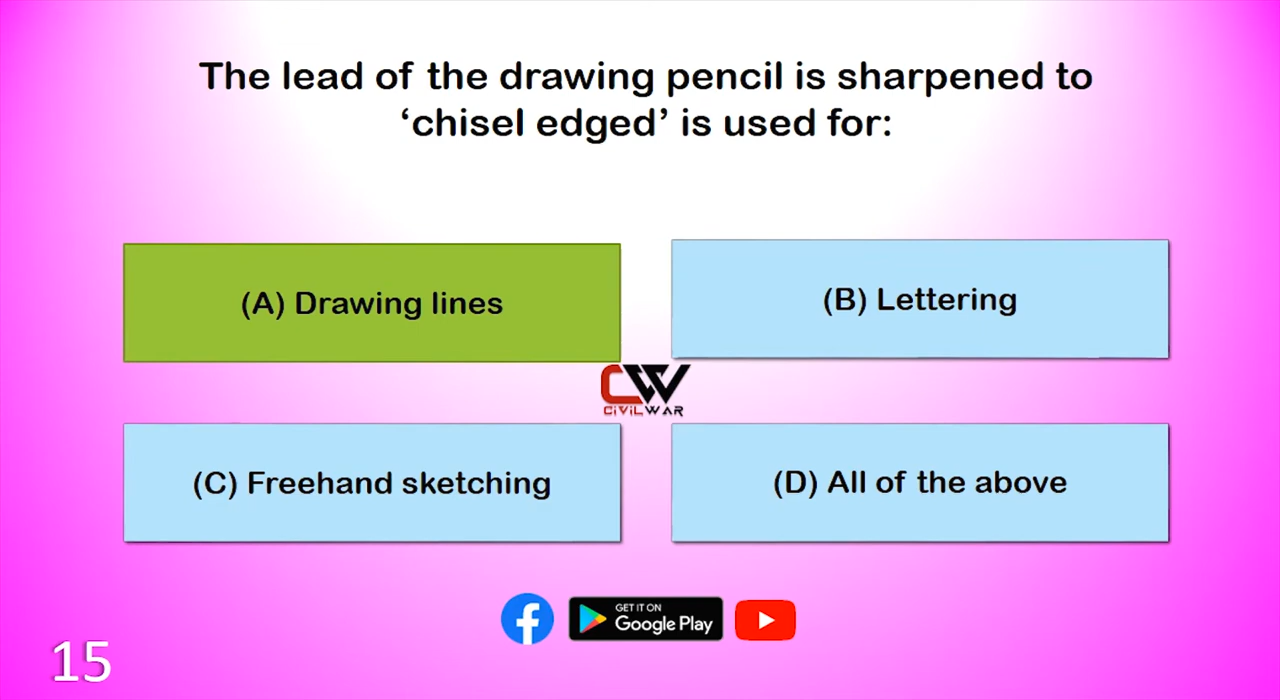 The lead of the drawing pencil is sharpened to
‘chisel edged’ is used for:
(A) Drawing lines
(B) Lettering
CW
CiViLWAR
(C) Freehand sketching
(D) All of the above
GET IT ON
Google Play
15